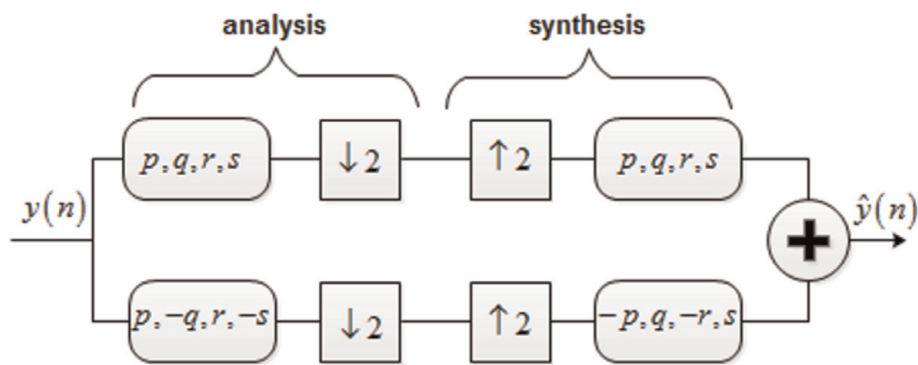 analysis synthesis
p,q,r,s ↓2 ↑2 p,q,r,s
y(n) ŷ(n)
+
p,-q,r,-s ↓2 ↑2 -p,q,-r,s